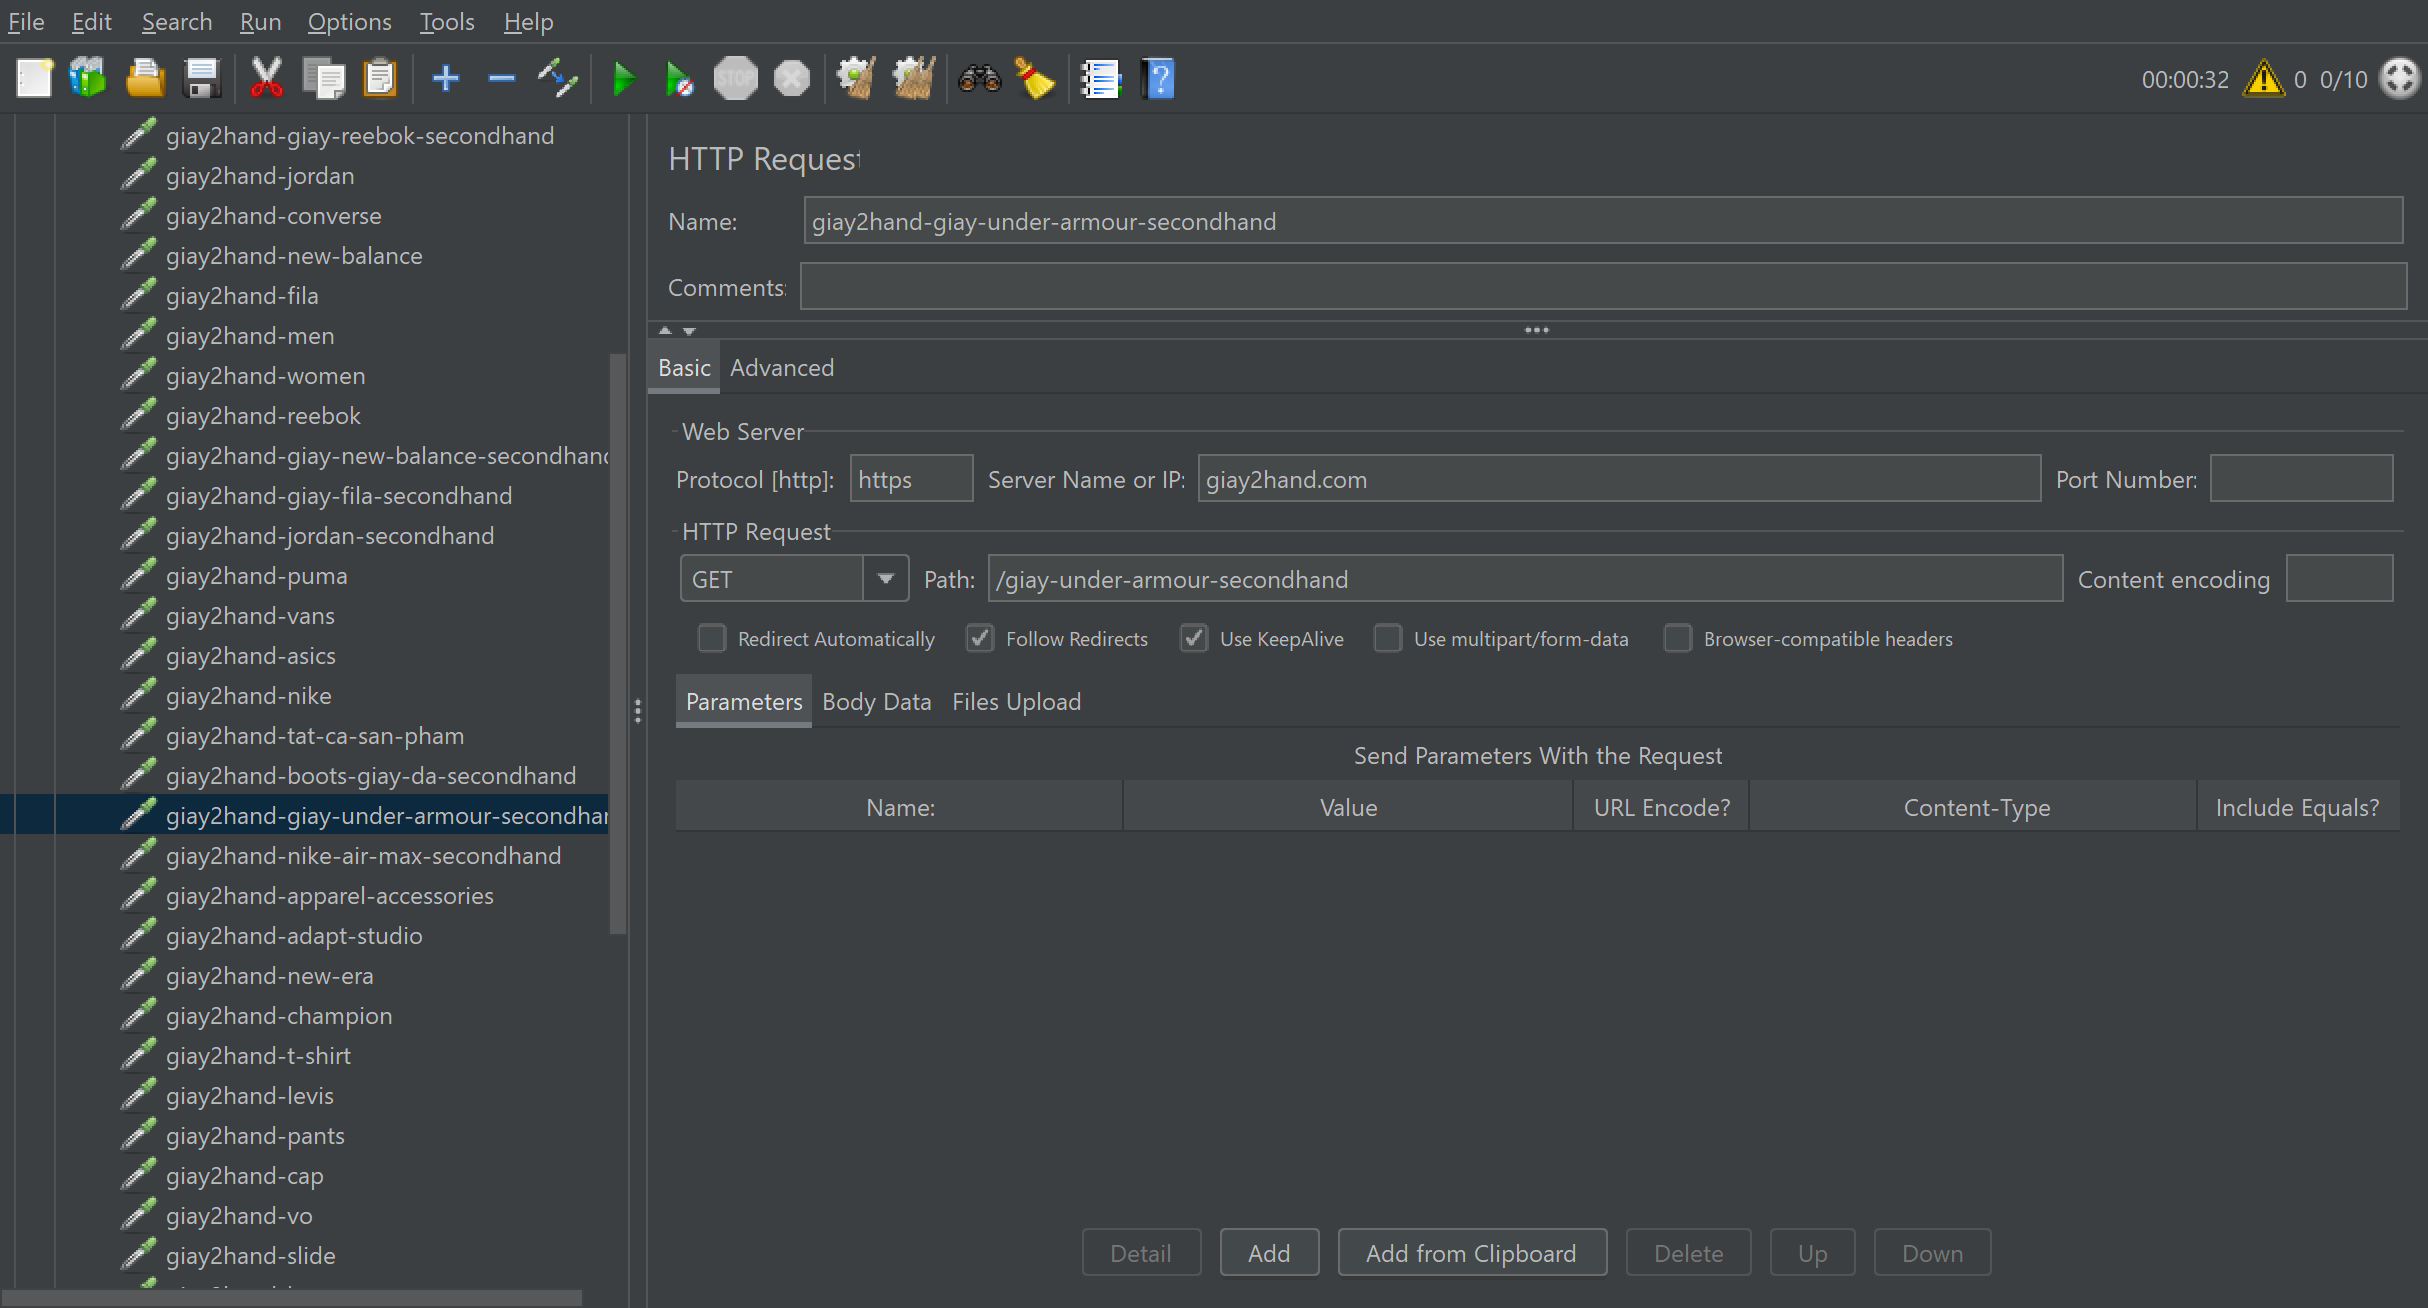 File Edit Search Run Options Tools Help
STOP
00:00:32 0 0/10
giay2hand-giay-reebok-secondhand
giay2hand-jordan
giay2hand-converse
giay2hand-new-balance
giay2hand-fila
giay2hand-men
giay2hand-women
giay2hand-reebok
giay2hand-giay-new-balance-secondhand
giay2hand-giay-fila-secondhand
giay2hand-jordan-secondhand
giay2hand-puma
giay2hand-vans
giay2hand-asics
giay2hand-nike
giay2hand-tat-ca-san-pham
giay2hand-boots-giay-da-secondhand
giay2hand-giay-under-armour-secondhan
giay2hand-nike-air-max-secondhand
giay2hand-apparel-accessories
giay2hand-adapt-studio
giay2hand-new-era
giay2hand-champion
giay2hand-t-shirt
giay2hand-levis
giay2hand-pants
giay2hand-cap
giay2hand-vo
giay2hand-slide
HTTP Request
Name: giay2hand-giay-under-armour-secondhand
Comments:
Basic Advanced
Web Server
Protocol [http]: https Server Name or IP: giay2hand.com Port Number:
HTTP Request
GET Path: /giay-under-armour-secondhand Content encoding
Redirect Automatically Follow Redirects Use KeepAlive Use multipart/form-data Browser-compatible headers
Parameters Body Data Files Upload
Send Parameters With the Request
Name: Value URL Encode? Content-Type Include Equals?
Detail Add Add from Clipboard Delete Up Down